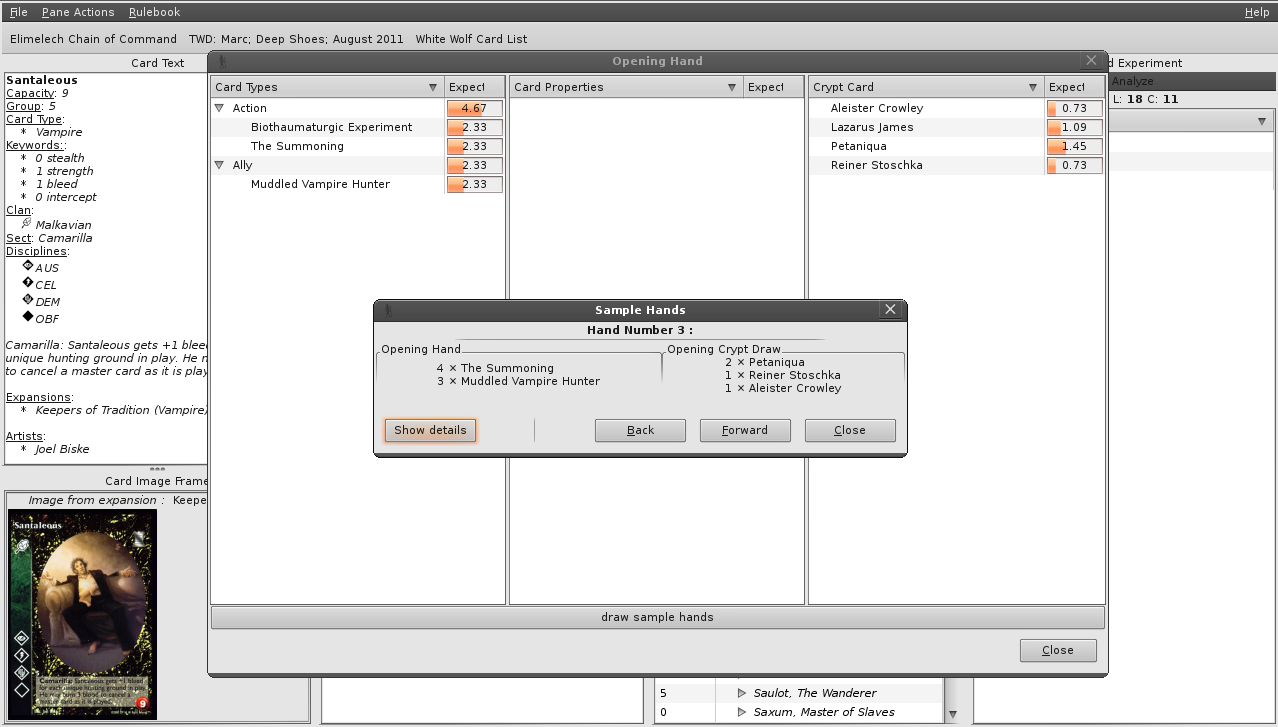 File Pane Actions Rulebook Help
Elimelech Chain of Command TWD: Marc; Deep Shoes; August 2011 White Wolf Card List
Card Text
Santaleous
Capacity: 9
Group: 5
Card Type:
* Vampire
Keywords::
* 0 stealth
* 1 strength
* 1 bleed
* 0 intercept
Clan:
Malkavian
Sect: Camarilla
Disciplines:
AUS
CEL
DEM
OBF
Camarilla: Santaleous gets +1 blee
unique hunting ground in play. He
to cancel a master card as it is play
Expansions:
* Keepers of Tradition (Vampire)
Artists:
* Joel Biske
Card Image Frame
Image from expansion : Keepe
Santaleous
Camarilla: Santaleous gets +1 blood
for each unique hunting ground in play.
He may burn 3 blood to cancel a
master card as it is played.
9
Opening Hand
Card Types Expect
Action 4.67
Biothaumaturgic Experiment 2.33
The Summoning 2.33
Ally 2.33
Muddled Vampire Hunter 2.33
Card Properties Expect
Crypt Card Expect
Aleister Crowley 0.73
Lazarus James 1.09
Petaniqua 1.45
Reiner Stoschka 0.73
Sample Hands
Hand Number 3 :
Opening Hand
4 × The Summoning
3 × Muddled Vampire Hunter
Opening Crypt Draw
2 × Petaniqua
1 × Reiner Stoschka
1 × Aleister Crowley
Show details Back Forward Close
draw sample hands
Close
d Experiment
Analyze
L: 18 C: 11
5 Saulot, The Wanderer
0 Saxum, Master of Slaves